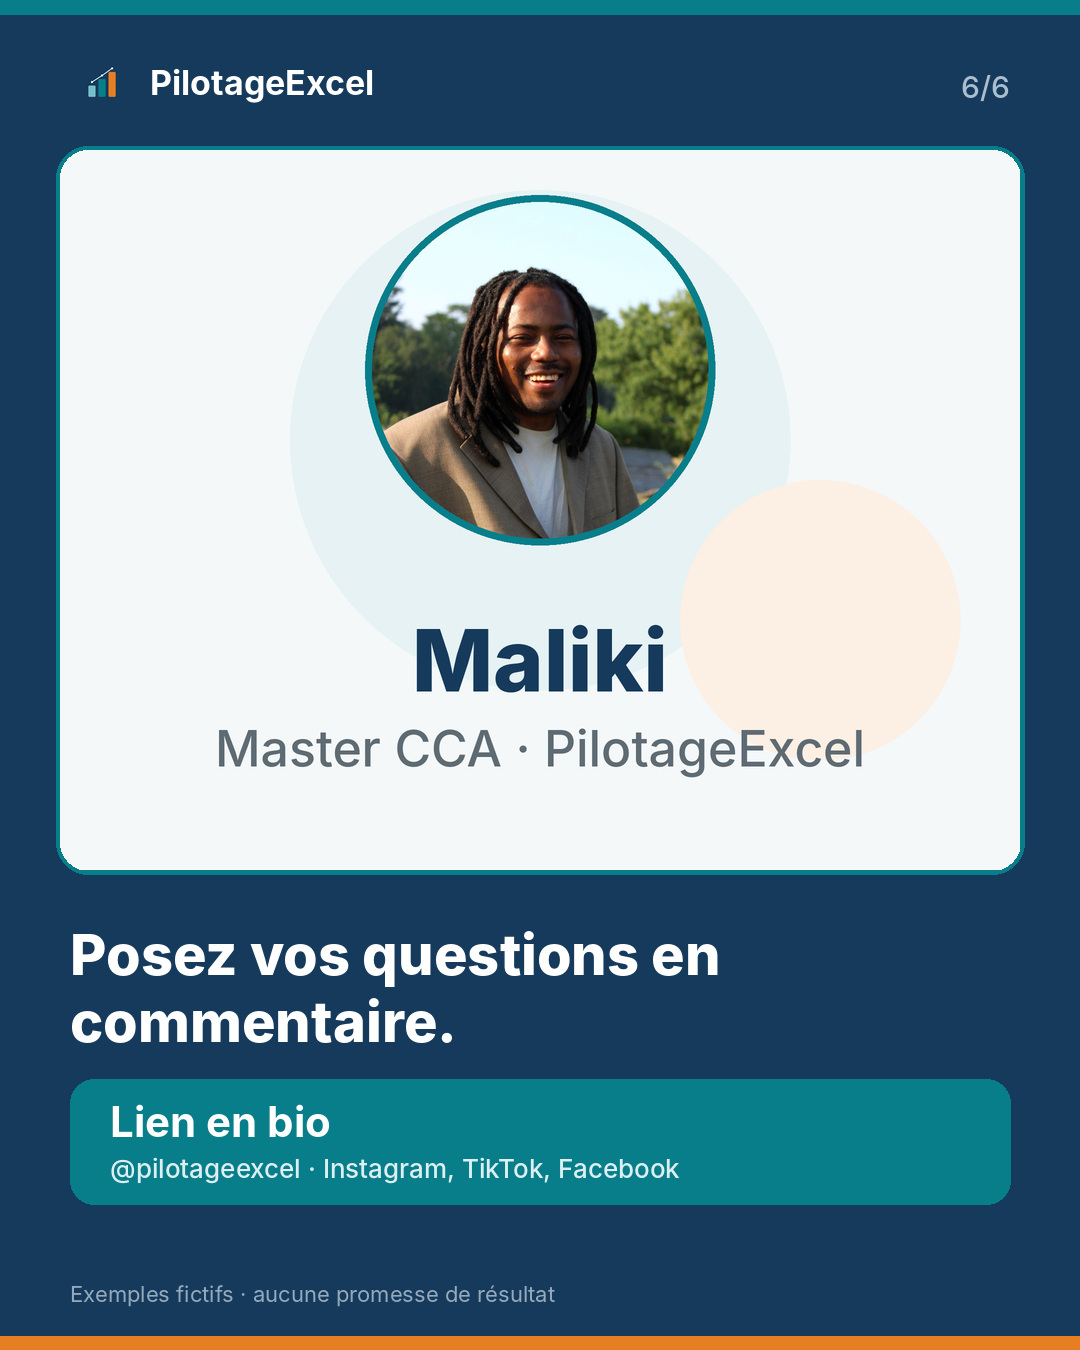 PilotageExcel
6/6
Maliki
Master CCA · PilotageExcel
Posez vos questions en
commentaire.
Lien en bio
@pilotageexcel · Instagram, TikTok, Facebook
Exemples fictifs · aucune promesse de résultat